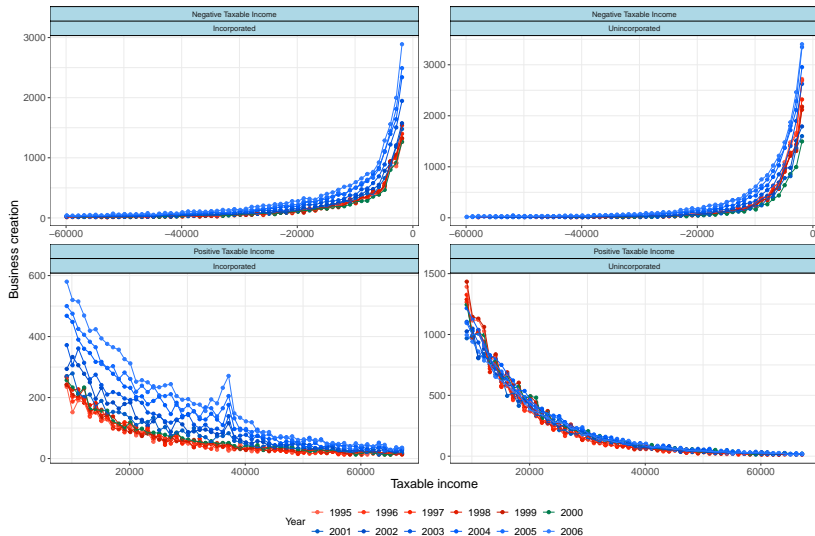 Negative Taxable Income
Negative Taxable Income
Incorporated
Unincorporated
3000
2000
1000
0
3000
2000
1000
0
−60000
−40000
−20000
0
−60000
−40000
−20000
0
Business creation
Positive Taxable Income
Positive Taxable Income
Incorporated
Unincorporated
600
400
200
0
1500
1000
500
0
20000
40000
60000
20000
40000
60000
Taxable income
Year
1995 1996 1997 1998 1999 2000
2001 2002 2003 2004 2005 2006